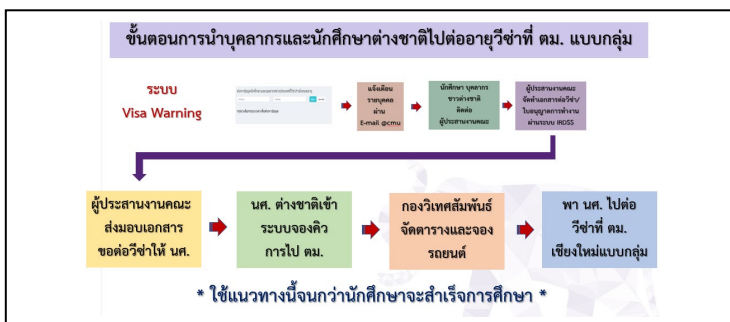 ขั้นตอนการนำบุคลากรและนักศึกษาต่างชาติไปต่ออายุวีซ่าที่ ตม. แบบกลุ่ม
ระบบ
Visa Warning
แจ้งเตือน
รายบุคคล
ผ่าน
E-mail @cmu
นักศึกษา บุคลากร
ชาวต่างชาติ
ติดต่อ
ผู้ประสานงานคณะ
ผู้ประสานงานคณะ
จัดทำเอกสารต่อวีซ่า/
ใบอนุญาตการทำงาน
ผ่านระบบ IRDSS
ผู้ประสานงานคณะ
ส่งมอบเอกสาร
ขอต่อวีซ่าให้ นศ.
นศ. ต่างชาติเข้า
ระบบจองคิว
การไป ตม.
กองวิเทศสัมพันธ์
จัดตารางและจอง
รถยนต์
พา นศ. ไปต่อ
วีซ่าที่ ตม.
เชียงใหม่แบบกลุ่ม
* ใช้แนวทางนี้จนกว่านักศึกษาจะสำเร็จการศึกษา *